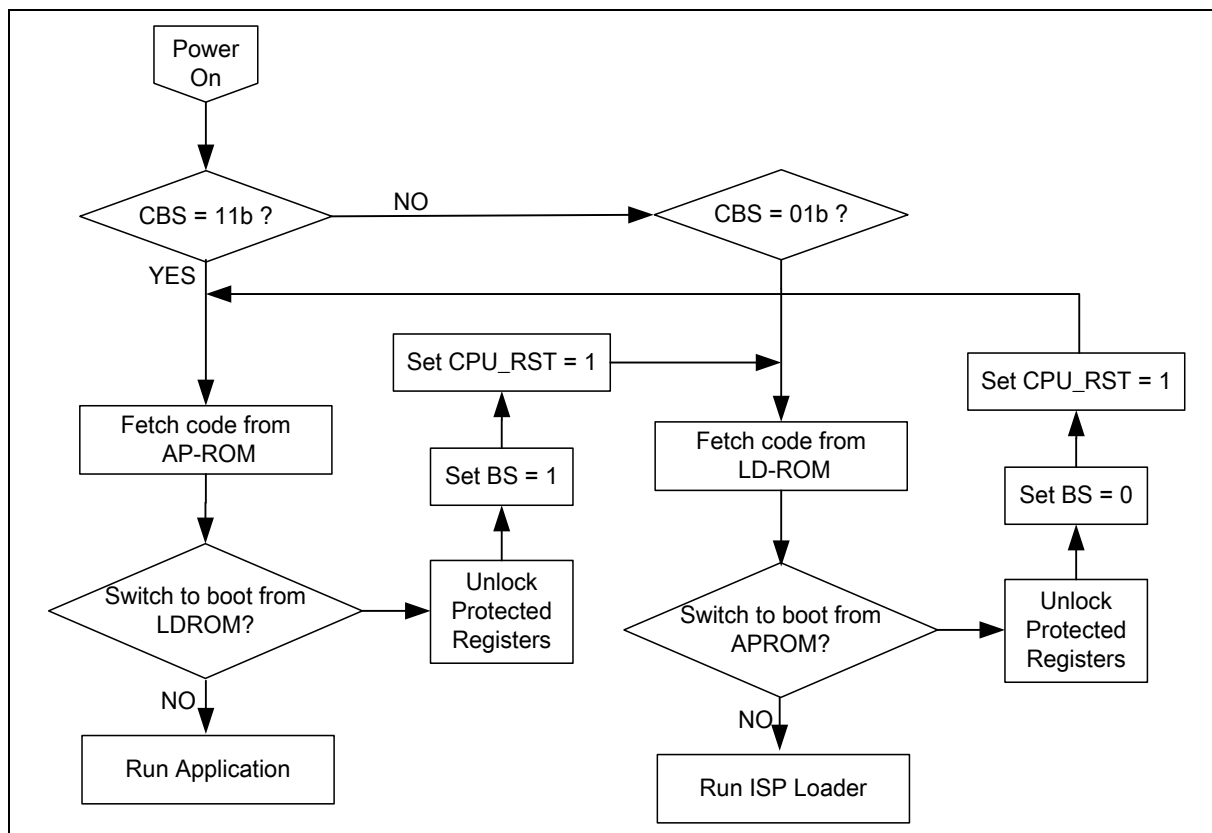 Power
On
CBS = 11b ?
NO
CBS = 01b ?
YES
Set CPU_RST = 1
Set CPU_RST = 1
Fetch code from
AP-ROM
Fetch code from
LD-ROM
Set BS = 1
Set BS = 0
Switch to boot from
LDROM?
Unlock
Protected
Registers
Switch to boot from
APROM?
Unlock
Protected
Registers
NO
NO
Run Application
Run ISP Loader